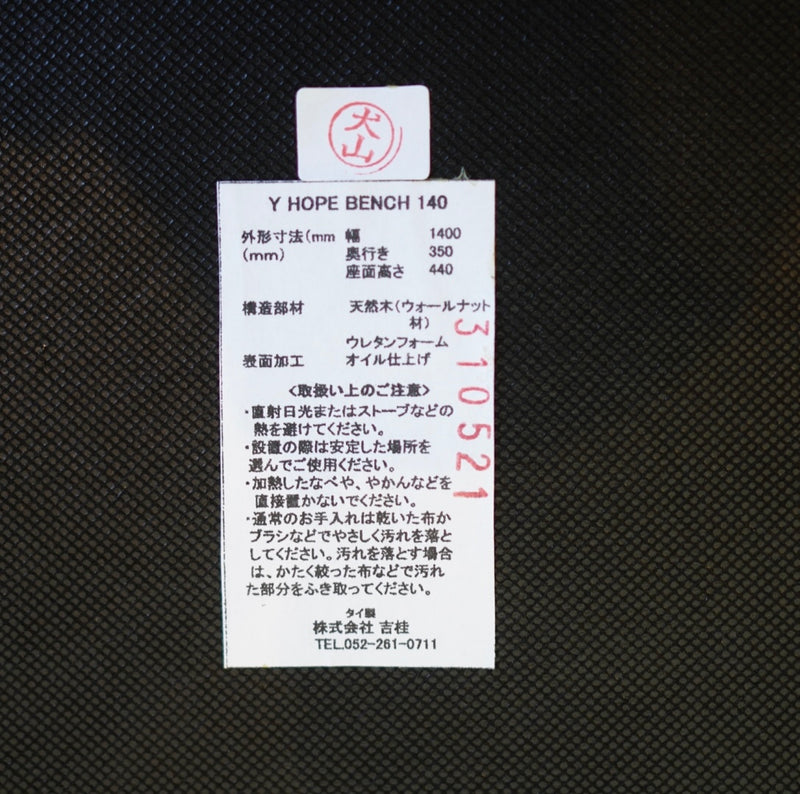 犬
山
Y HOPE BENCH 140
外形寸法(mm 幅 1400
(mm) 奥行き 350
座面高さ 440
構造部材 天然木(ウォールナット
材)
ウレタンフォーム
表面加工 オイル仕上げ
310521
<取扱い上のご注意>
・直射日光またはストーブなどの
熱を避けてください。
・設置の際は安定した場所を
選んでご使用ください。
・加熱したなべや、やかんなどを
直接置かないでください。
・通常のお手入れは乾いた布か
ブラシなどでやさしく汚れを落と
してください。汚れを落とす場合
は、かたく絞った布などで汚れ
た部分をふき取ってください。
タイ製
株式会社 吉桂
TEL.052-261-0711